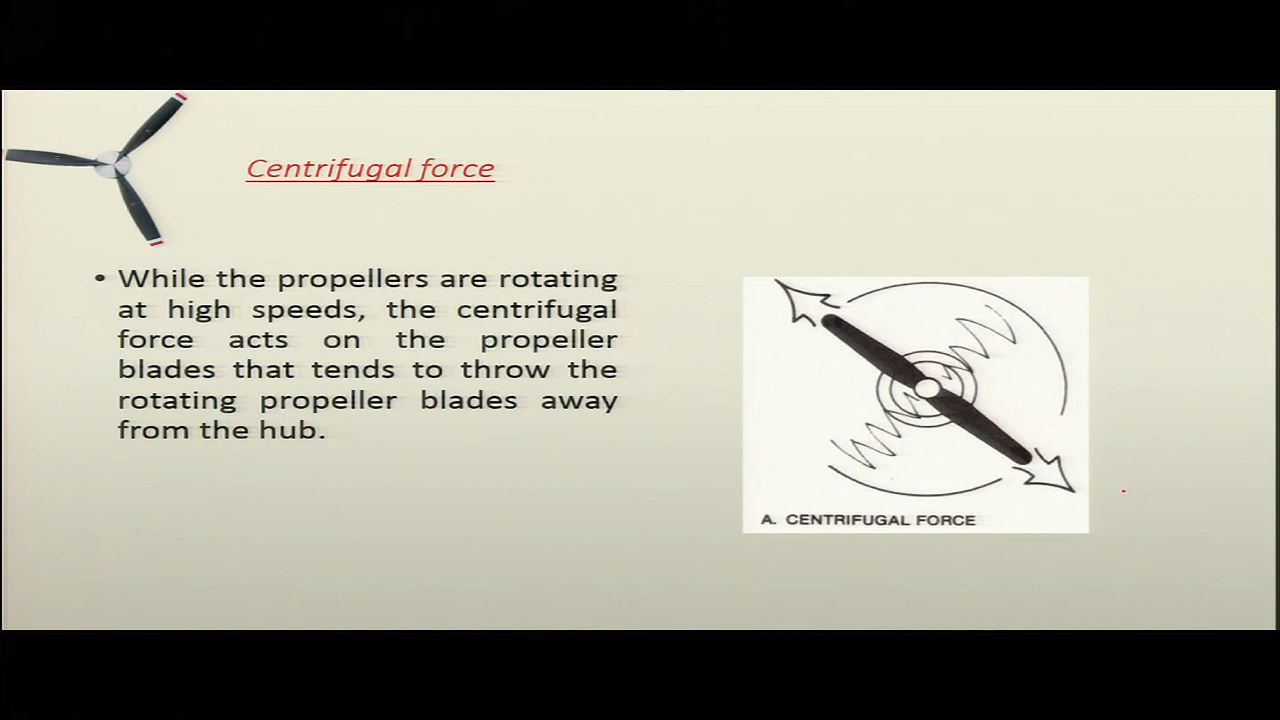 Centrifugal force
• While the propellers are rotating
at high speeds, the centrifugal
force acts on the propeller
blades that tends to throw the
rotating propeller blades away
from the hub.
A. CENTRIFUGAL FORCE